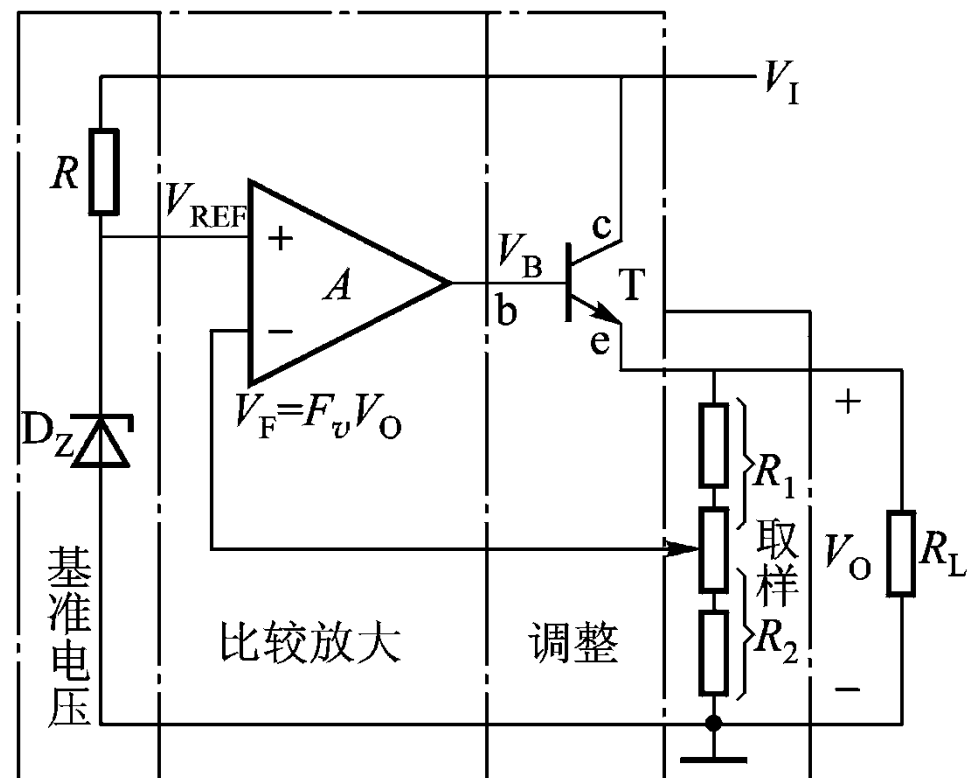 V_I
R
V_REF
+
A
−
V_B
b
c
T
e
V_F=F_vV_O
D_Z
+
R_1
取样
V_O
R_L
R_2
−
基准电压
比较放大
调整